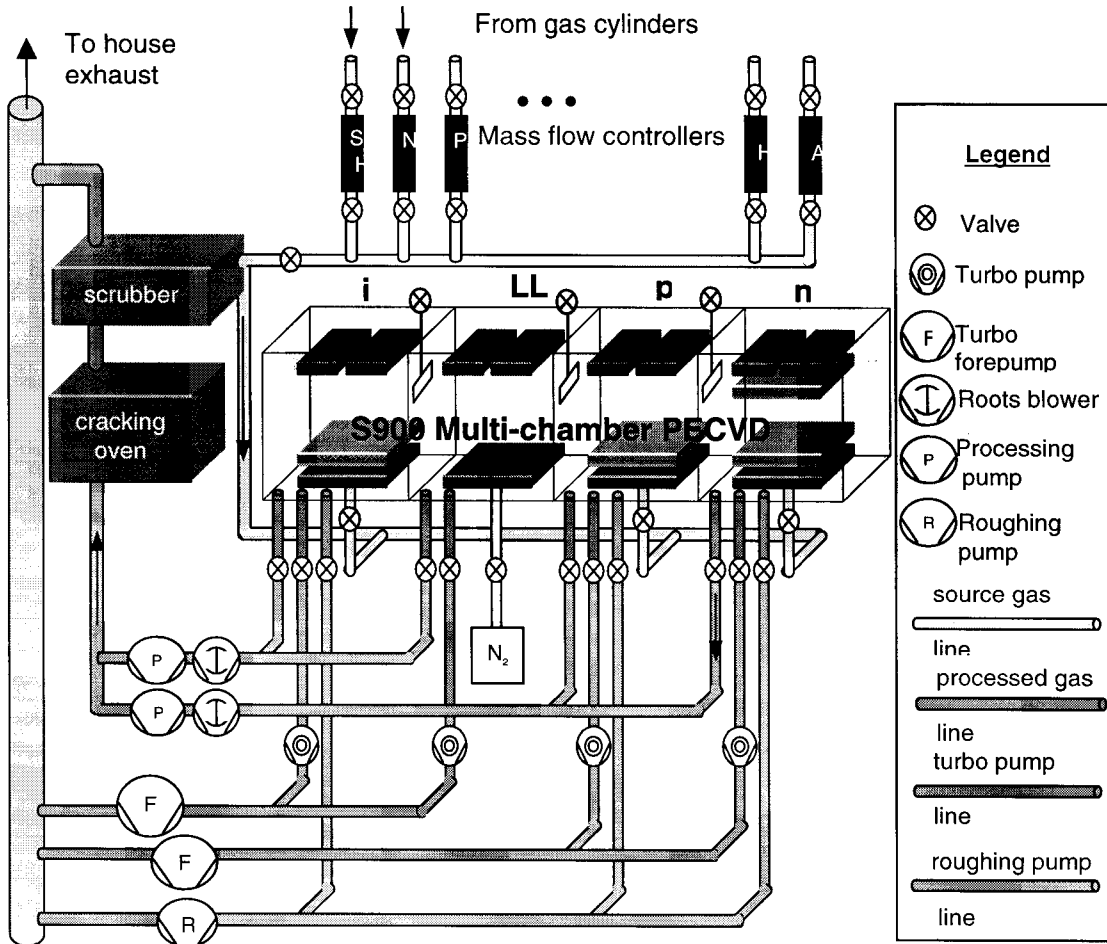 To house
exhaust
From gas cylinders
S
H
N
P
Mass flow controllers
H
A
scrubber
cracking
oven
i
LL
p
n
S900 Multi-chamber PECVD
N₂
P
P
F
F
R
Legend
Valve
Turbo pump
F
Turbo
forepump
Roots blower
P
Processing
pump
R
Roughing
pump
source gas
line
processed gas
line
turbo pump
line
roughing pump
line